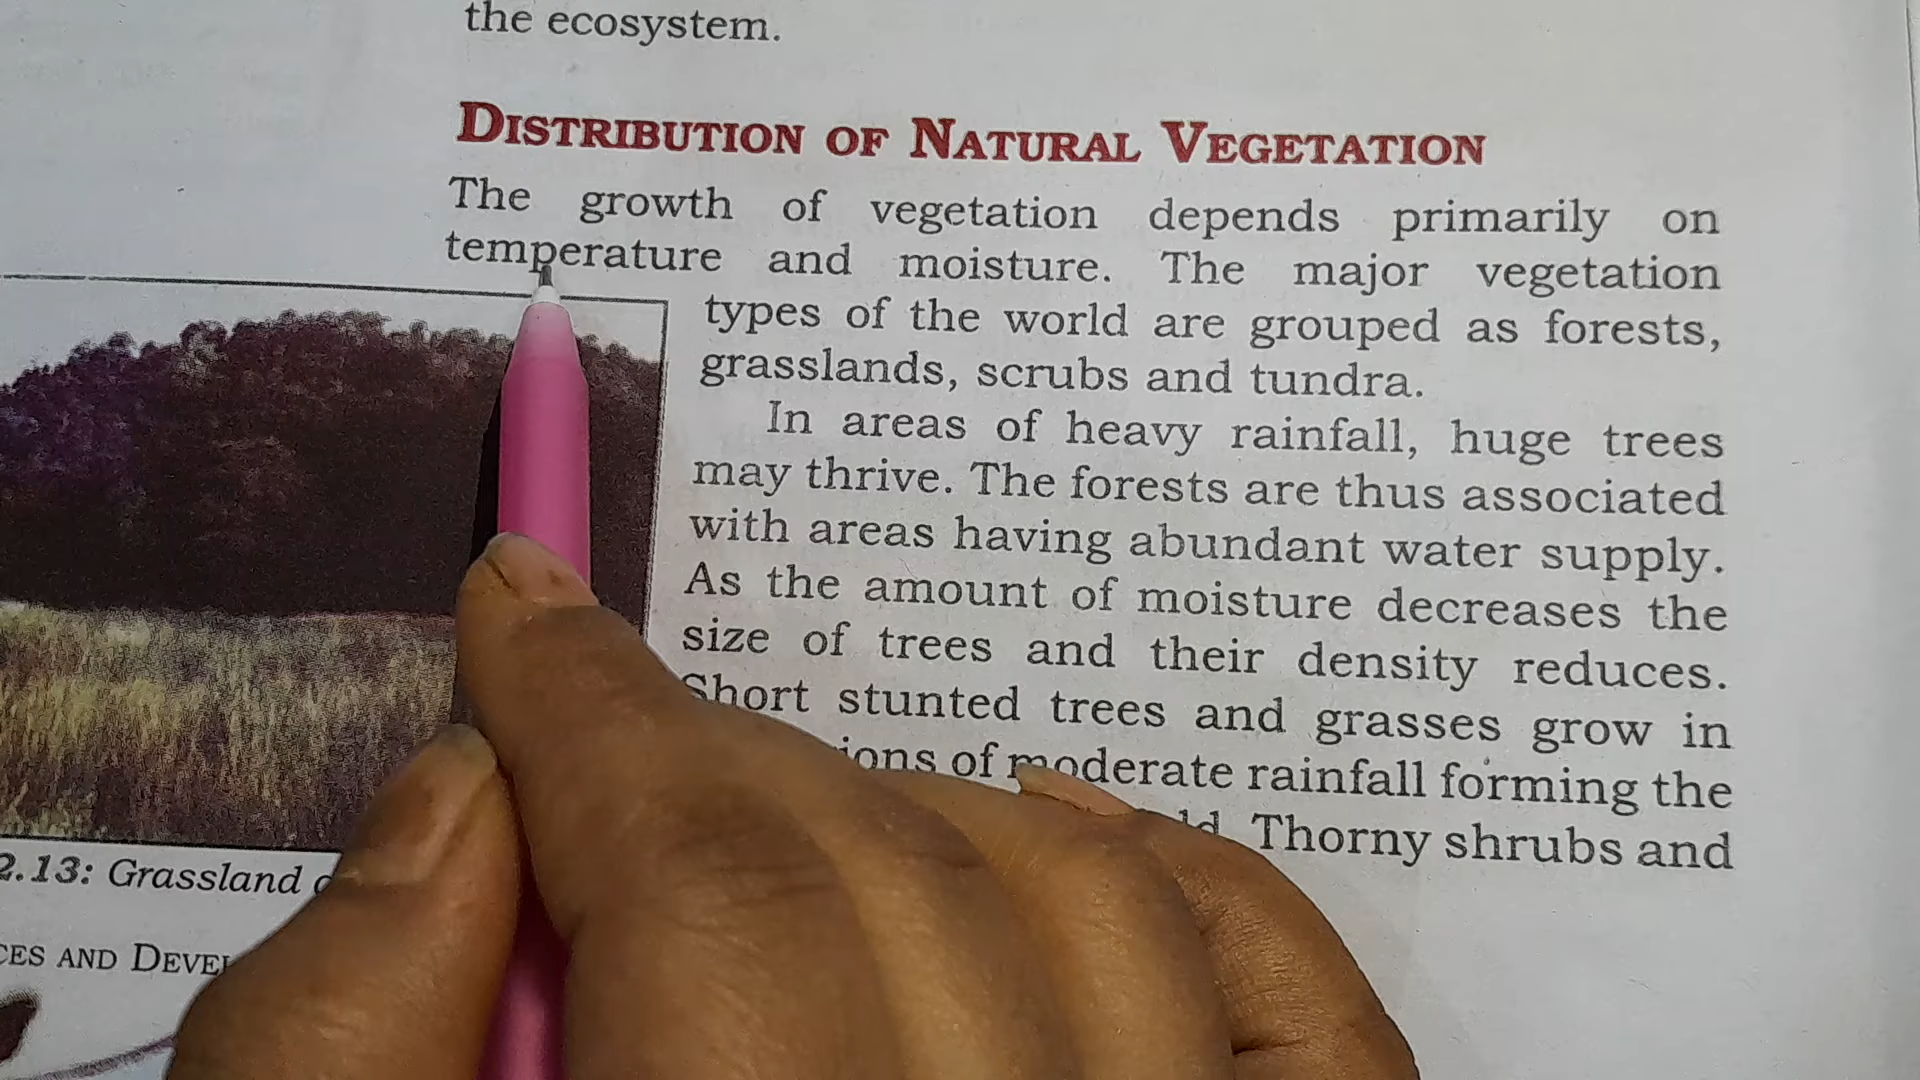 the ecosystem.
DISTRIBUTION OF NATURAL VEGETATION
The growth of vegetation depends primarily on
temperature and moisture. The major vegetation
types of the world are grouped as forests,
grasslands, scrubs and tundra.
In areas of heavy rainfall, huge trees
may thrive. The forests are thus associated
with areas having abundant water supply.
As the amount of moisture decreases the
size of trees and their density reduces.
Short stunted trees and grasses grow in
of moderate rainfall forming the
Thorny shrubs and
2.13: Grassland
AND